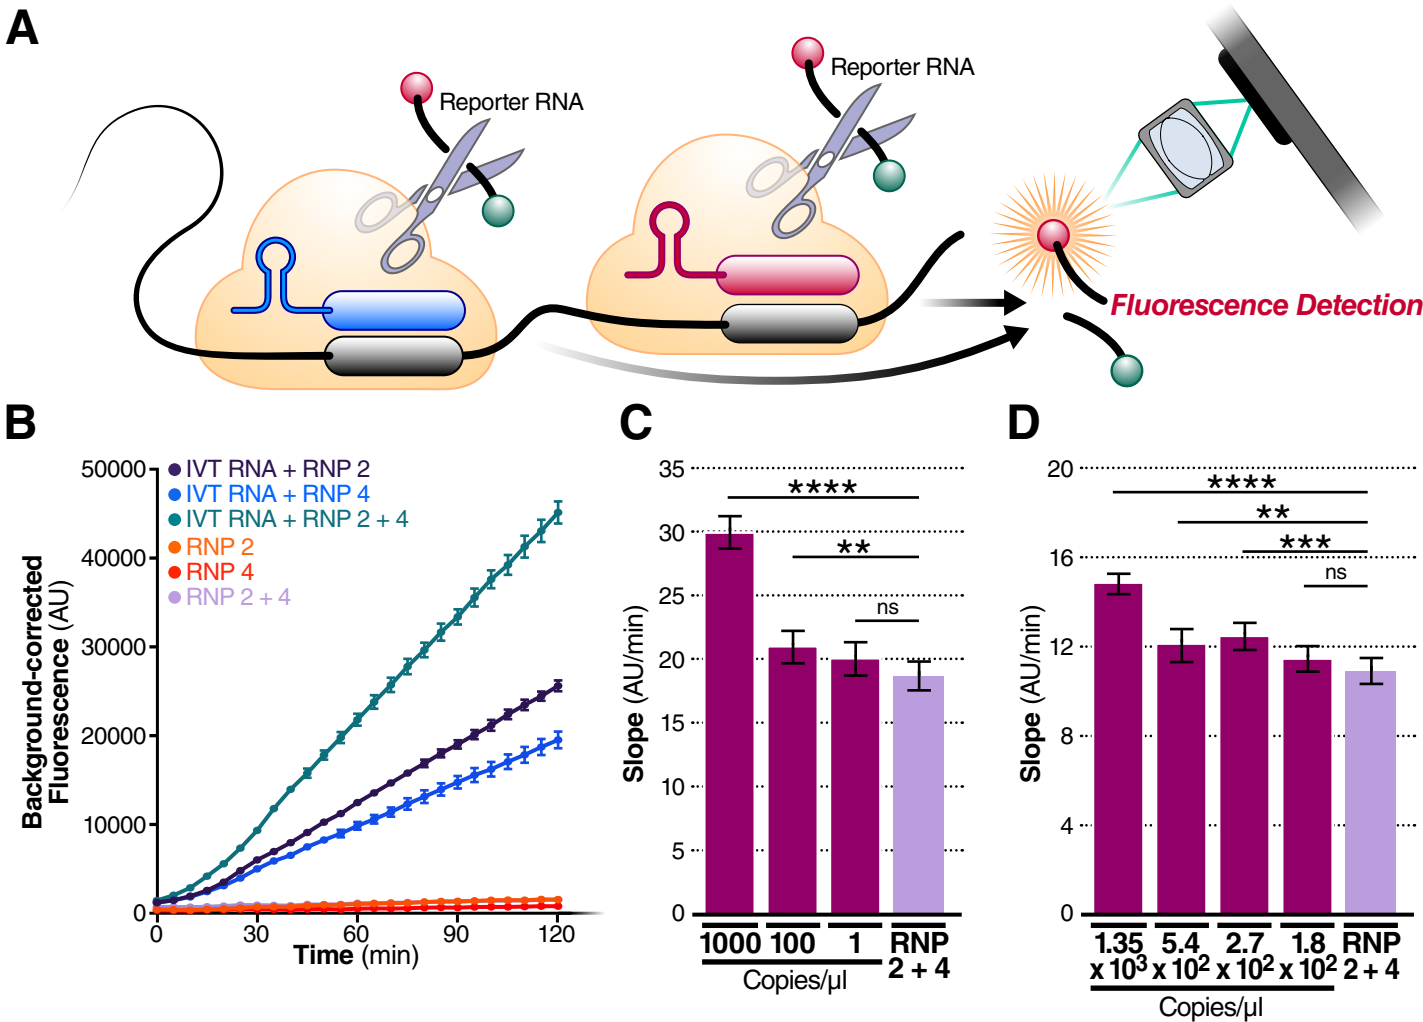 A
Reporter RNA
Reporter RNA
Fluorescence Detection
B
Background-corrected
Fluorescence (AU)
50000
40000
30000
20000
10000
0
IVT RNA + RNP 2
IVT RNA + RNP 4
IVT RNA + RNP 2 + 4
RNP 2
RNP 4
RNP 2 + 4
0 30 60 90 120
Time (min)
C
Slope (AU/min)
35
30
25
20
15
10
5
0
****
**
ns
1000 100 1 RNP
2 + 4
Copies/µl
D
Slope (AU/min)
20
16
12
8
4
0
****
**
***
ns
1.35 5.4 2.7 1.8 RNP
x 10³ x 10² x 10² x 10² 2 + 4
Copies/µl